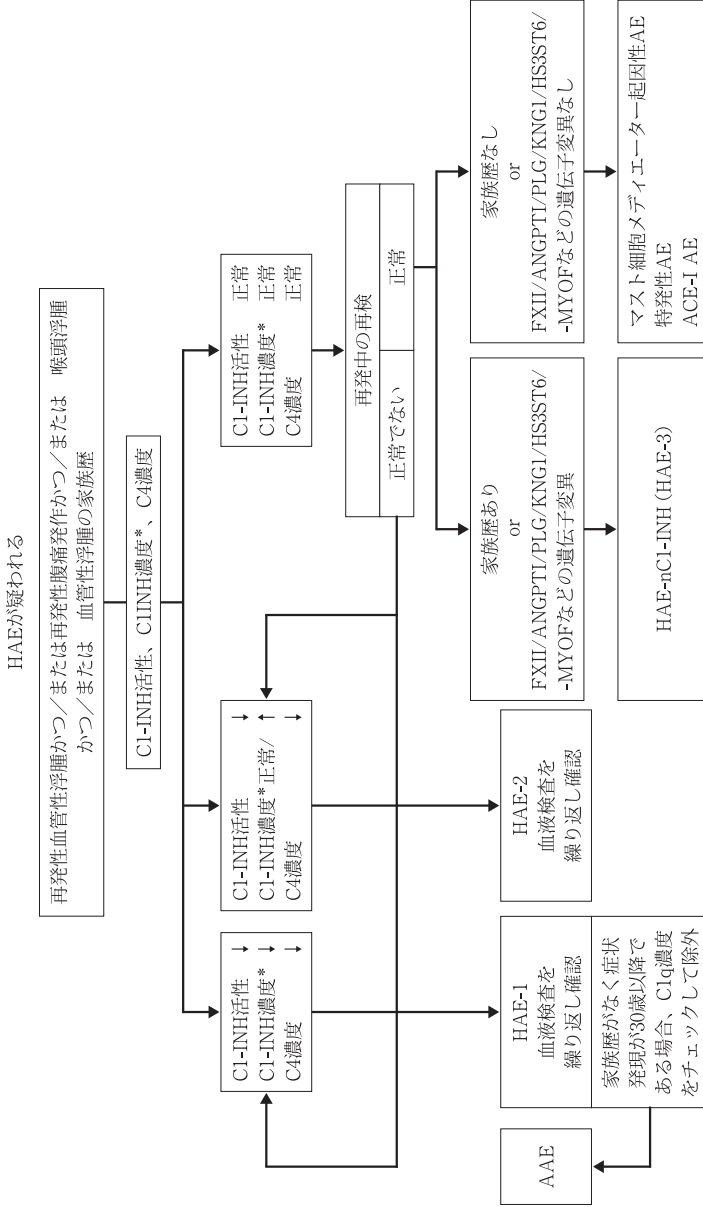 HAEが疑われる
再発性血管性浮腫かつ／または再発性腹痛発作かつ／または　喉頭浮腫
かつ／または　血管性浮腫の家族歴
C1-INH活性、C1INH濃度*、C4濃度
C1-INH活性　↓
C1-INH濃度*　↓
C4濃度　↓
C1-INH活性　↓
C1-INH濃度* 正常/↑
C4濃度　↓
C1-INH活性　正常
C1-INH濃度*　正常
C4濃度　正常
再発中の再検
正常でない　正常
HAE-1
血液検査を
繰り返し確認
家族歴がなく症状
発現が30歳以降で
ある場合、C1q濃度
をチェックして除外
AAE
HAE-2
血液検査を
繰り返し確認
家族歴あり
or
FXII/ANGPTI/PLG/KNG1/HS3ST6/
-MYOFなどの遺伝子変異
HAE-nC1-INH（HAE-3）
家族歴なし
or
FXII/ANGPTI/PLG/KNG1/HS3ST6/
-MYOFなどの遺伝子変異なし
マスト細胞メディエーター起因性AE
特発性AE
ACE-I AE